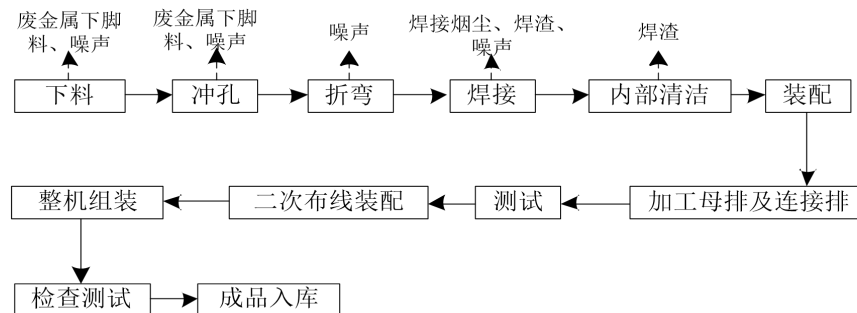 废金属下脚
料、噪声
废金属下脚
料、噪声
噪声
焊接烟尘、焊渣、
噪声
焊渣
下料
冲孔
折弯
焊接
内部清洁
装配
整机组装
二次布线装配
测试
加工母排及连接排
检查测试
成品入库